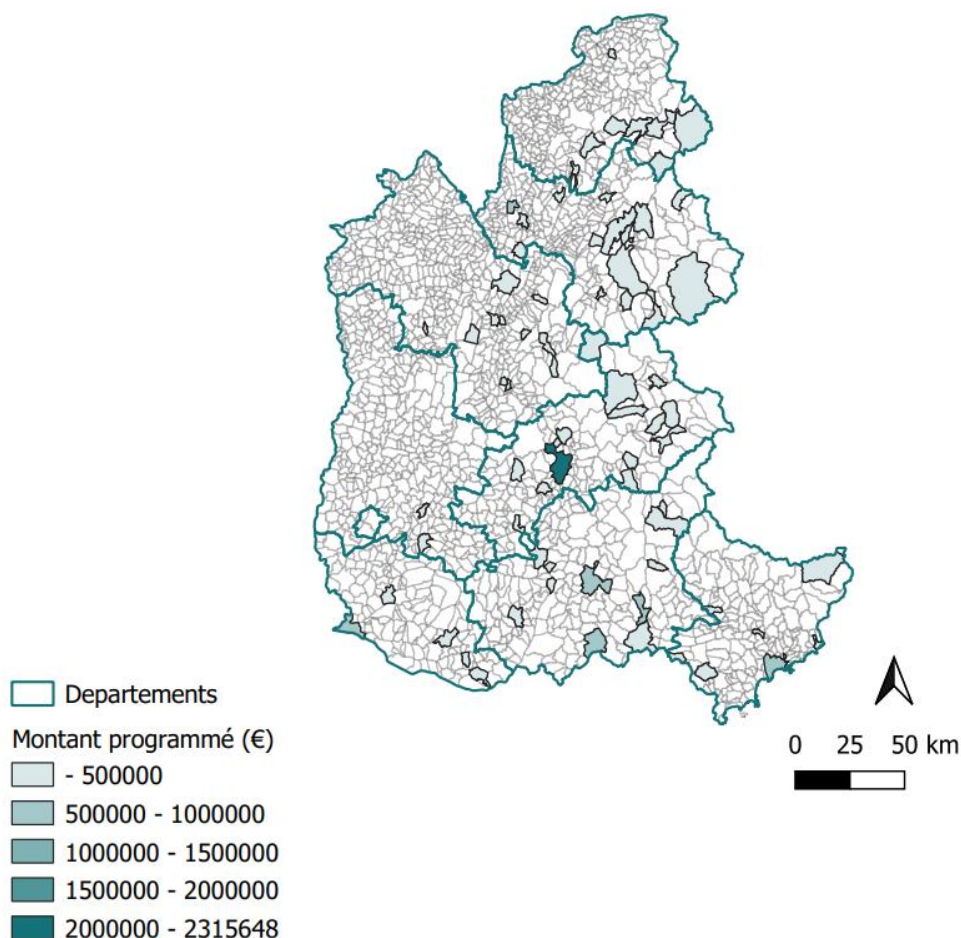 Departements
Montant programmé (€)
- 500000
500000 - 1000000
1000000 - 1500000
1500000 - 2000000
2000000 - 2315648
0 25 50 km